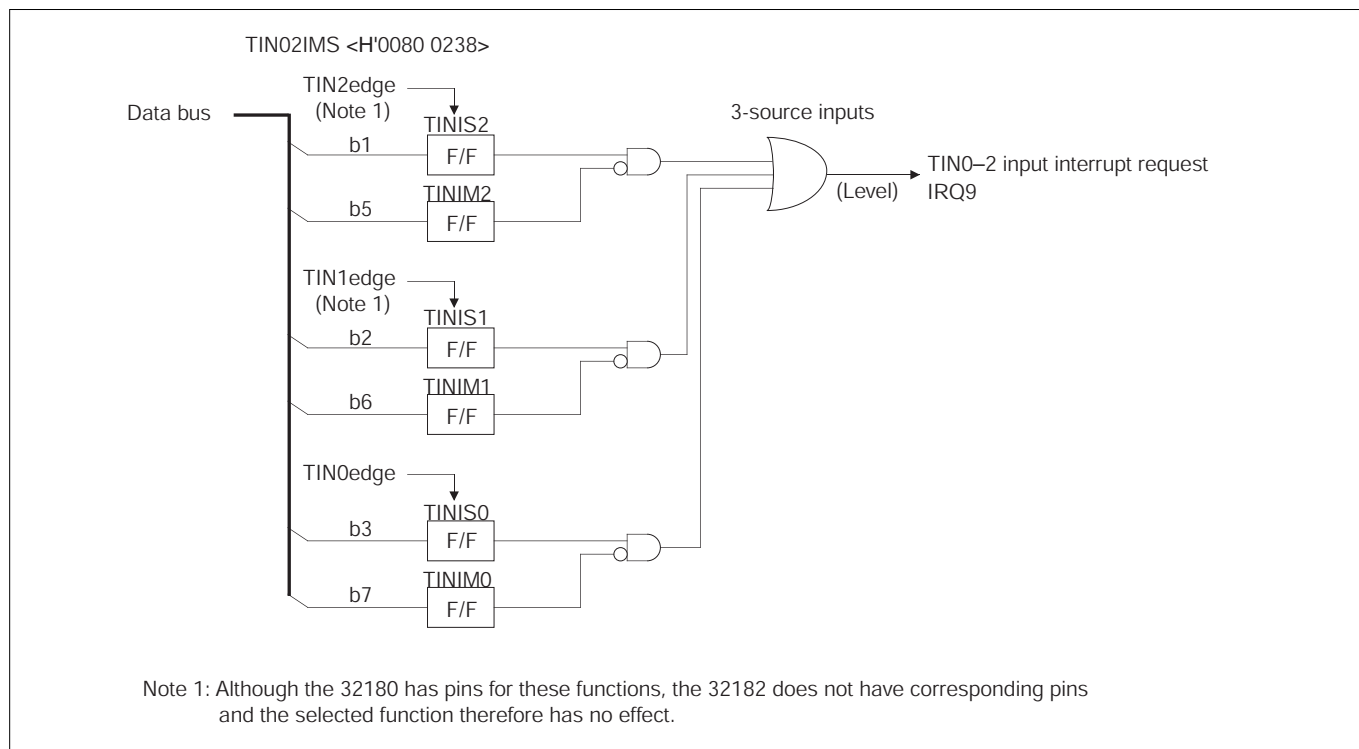 TIN02IMS <H'0080 0238>
Data bus
TIN2edge
(Note 1)
TINIS2
b1
F/F
TINIM2
b5
F/F
3-source inputs
(Level)
TIN0–2 input interrupt request
IRQ9
TIN1edge
(Note 1)
TINIS1
b2
F/F
TINIM1
b6
F/F
TIN0edge
TINIS0
b3
F/F
TINIM0
b7
F/F
Note 1: Although the 32180 has pins for these functions, the 32182 does not have corresponding pins
and the selected function therefore has no effect.